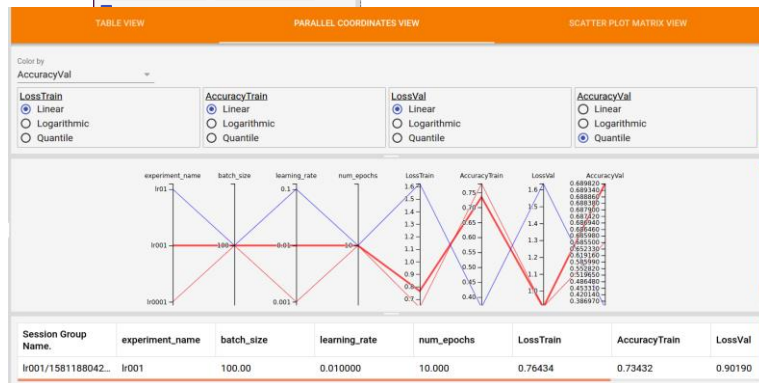 TABLE VIEW PARALLEL COORDINATES VIEW SCATTER PLOT MATRIX VIEW
Color by
AccuracyVal
LossTrain AccuracyTrain LossVal AccuracyVal
Linear Linear Linear Linear
Logarithmic Logarithmic Logarithmic Logarithmic
Quantile Quantile Quantile Quantile
experiment_name batch_size learning_rate num_epochs LossTrain AccuracyTrain LossVal AccuracyVal
lr01 0.1 1.6 0.75 1.6 0.689820
0.689340
0.688860
0.688380
1.5 0.70 1.5 0.687900
1.4 0.65 1.4 0.686940
0.686460
1.3 0.60 1.3 0.685980
0.685500
lr001 100 0.01 10 1.2 0.652330
0.619160
1.1 0.55 1.2 0.585990
1.0 0.50 0.552820
0.9 0.45 1.1 0.519650
0.486480
0.8 0.453310
0.7 0.40 1.0 0.420140
lr0001 0.001 0.386970
Session Group
Name. experiment_name batch_size learning_rate num_epochs LossTrain AccuracyTrain LossVal
lr001/1581188042... lr001 100.00 0.010000 10.000 0.76434 0.73432 0.90190